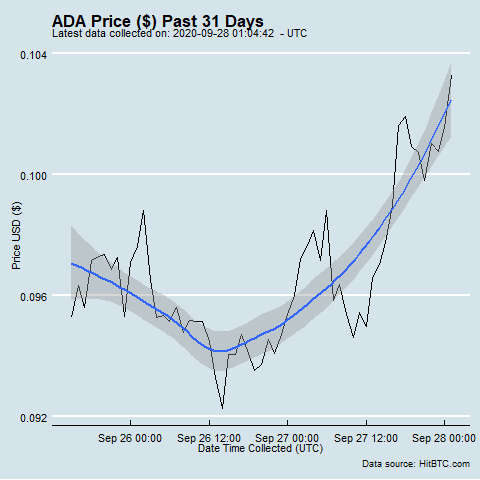 ADA Price ($) Past 31 Days
Latest data collected on: 2020-09-28 01:04:42 - UTC
0.104
0.100
0.096
0.092
Price USD ($)
Sep 26 00:00 Sep 26 12:00 Sep 27 00:00 Sep 27 12:00 Sep 28 00:00
Date Time Collected (UTC)
Data source: HitBTC.com